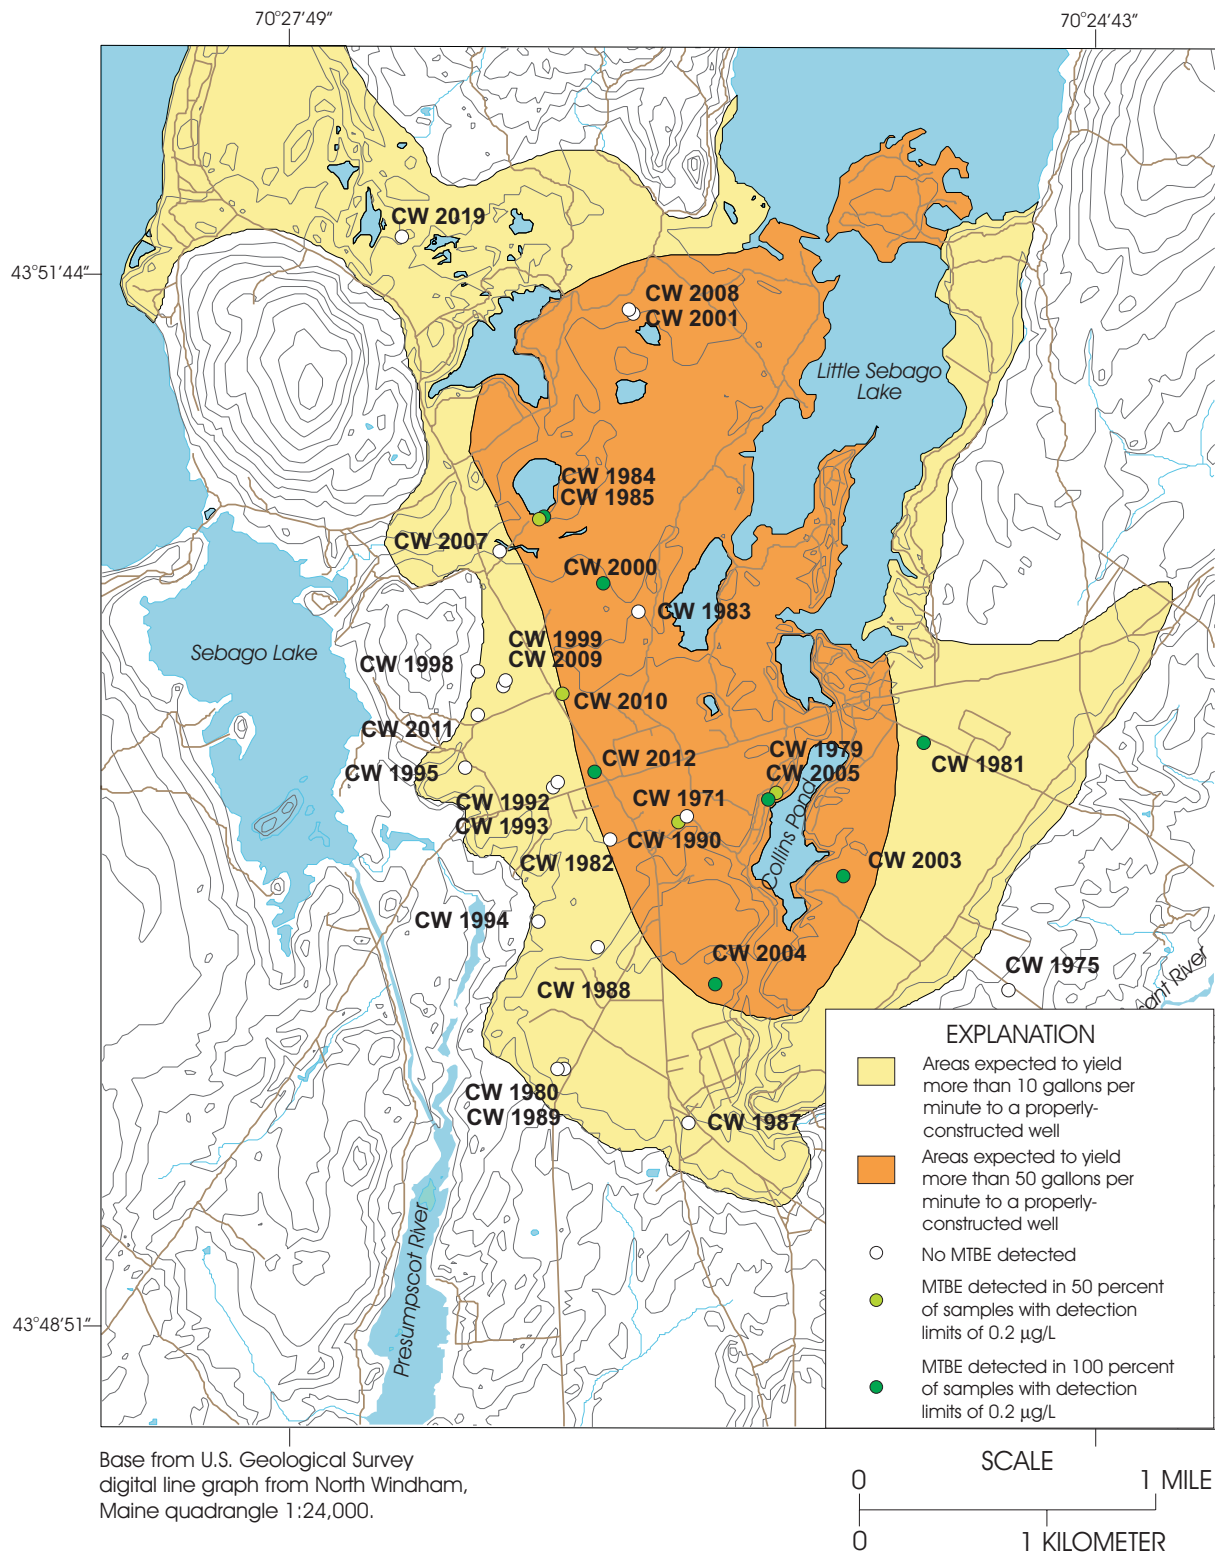 70°27'49"
70°24'43"
CW 2019
43°51'44"
CW 2008
CW 2001
Little Sebago
Lake
CW 1984
CW 1985
CW 2007
CW 2000
CW 1983
CW 1999
CW 2009
Sebago Lake
CW 1998
CW 2010
CW 2011
CW 1979
CW 1995
CW 2012
CW 2005
CW 1981
CW 1992
CW 1971
CW 1993
CW 1990
Collins Pond
CW 1982
CW 2003
CW 1994
CW 2004
CW 1975
CW 1988
sant River
EXPLANATION
Areas expected to yield
more than 10 gallons per
minute to a properly-
constructed well
CW 1980
CW 1989
CW 1987
Areas expected to yield
more than 50 gallons per
minute to a properly-
constructed well
No MTBE detected
MTBE detected in 50 percent
of samples with detection
limits of 0.2 µg/L
Presumpscot River
43°48'51"
MTBE detected in 100 percent
of samples with detection
limits of 0.2 µg/L
Base from U.S. Geological Survey
digital line graph from North Windham,
Maine quadrangle 1:24,000.
SCALE
0 1 MILE
0 1 KILOMETER